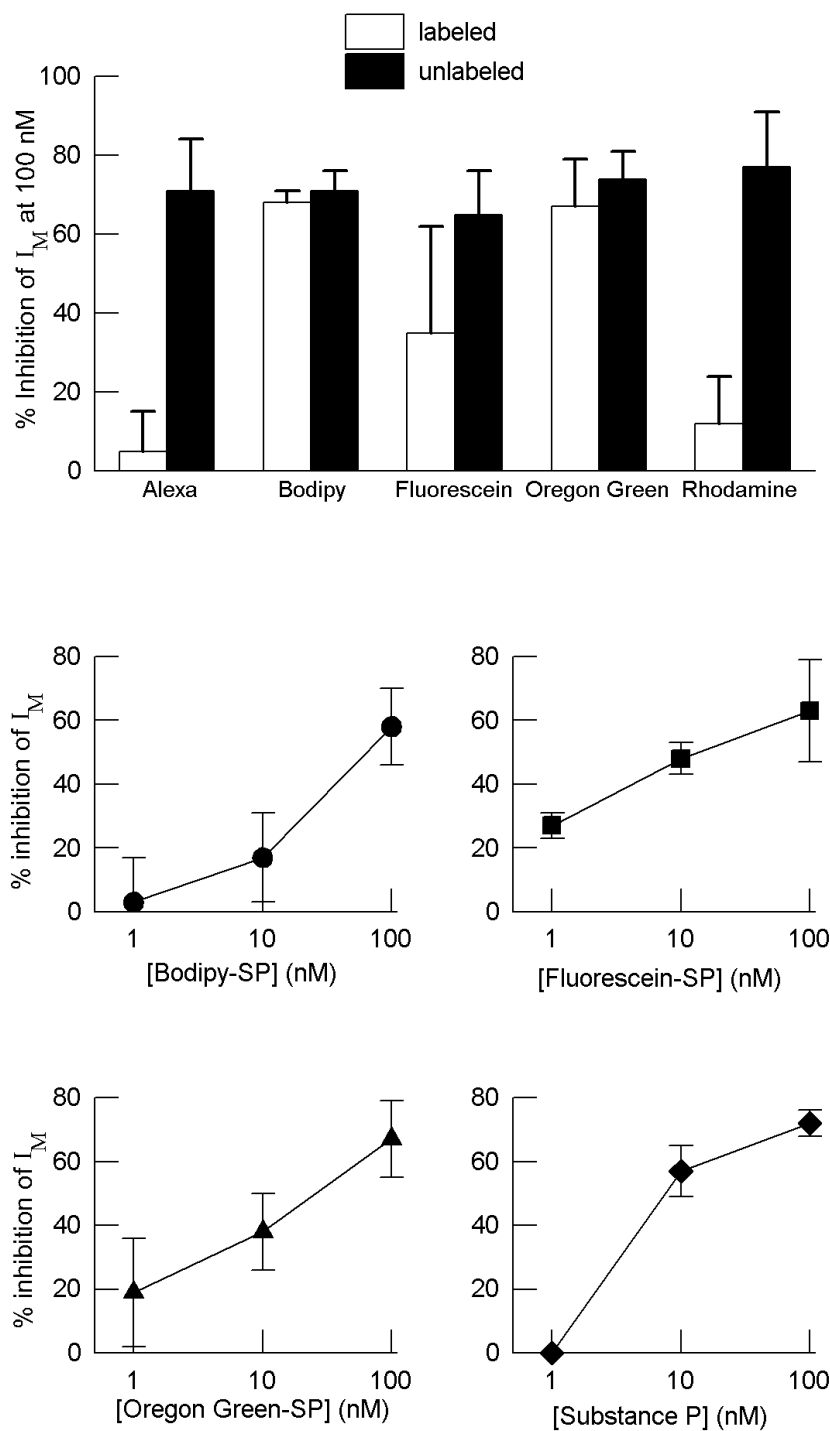 labeled
unlabeled
% Inhibition of I_M at 100 nM
100
80
60
40
20
0
Alexa Bodipy Fluorescein Oregon Green Rhodamine
% inhibition of I_M
80
60
40
20
0
1 10 100
[Bodipy-SP] (nM)
80
60
40
20
0
1 10 100
[Fluorescein-SP] (nM)
% inhibition of I_M
80
60
40
20
0
1 10 100
[Oregon Green-SP] (nM)
80
60
40
20
0
1 10 100
[Substance P] (nM)